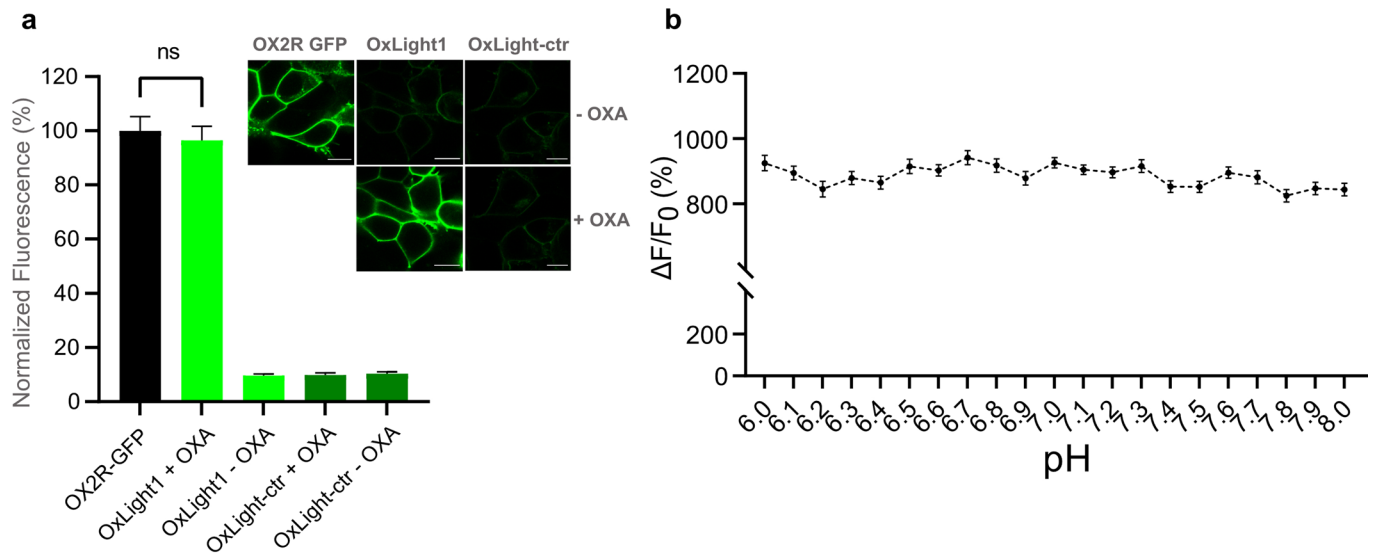 a
ns
OX2R GFP OxLight1 OxLight-ctr
- OXA
+ OXA
Normalized Fluorescence (%)
120
100
80
60
40
20
0
OX2R-GFP
OxLight1 + OXA
OxLight1 - OXA
OxLight-ctr + OXA
OxLight-ctr - OXA
b
ΔF/F0 (%)
1200
1000
800
200
0
6.0 6.1 6.2 6.3 6.4 6.5 6.6 6.7 6.8 6.9 7.0 7.1 7.2 7.3 7.4 7.5 7.6 7.7 7.8 7.9 8.0
pH